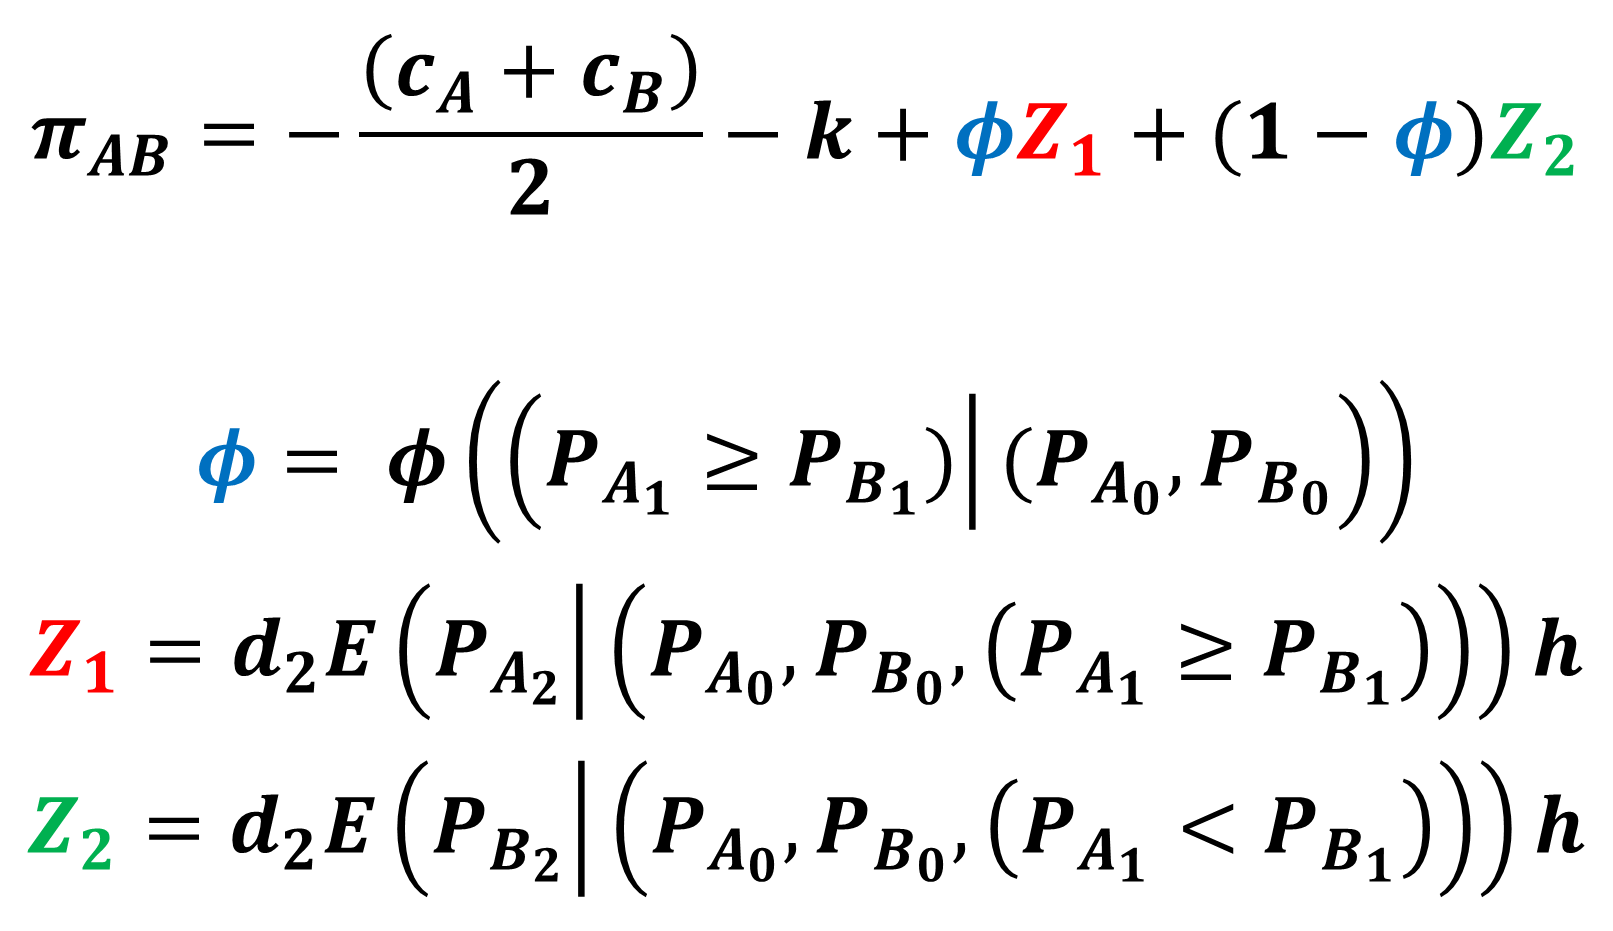 π_AB = − (c_A + c_B) / 2 − k + ϕZ_1 + (1 − ϕ)Z_2
ϕ = ϕ((P_{A_1} ≥ P_{B_1})|(P_{A_0}, P_{B_0}))
Z_1 = d_2E(P_{A_2}|(P_{A_0}, P_{B_0}, (P_{A_1} ≥ P_{B_1})))h
Z_2 = d_2E(P_{B_2}|(P_{A_0}, P_{B_0}, (P_{A_1} < P_{B_1})))h